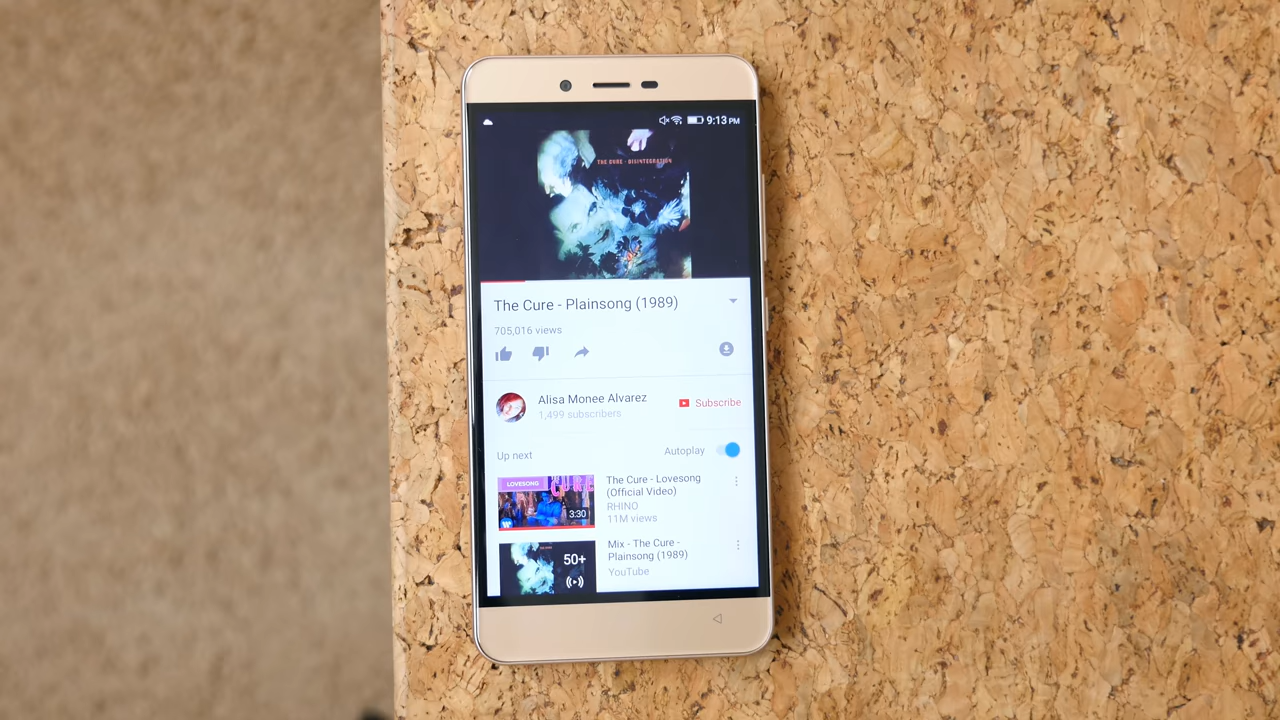 9:13 PM
THE CURE · DISINTEGRATION
The Cure - Plainsong (1989)
705,016 views
Alisa Monee Alvarez
1,499 subscribers
Subscribe
Up next
Autoplay
LOVESONG
CURE
3:30
The Cure - Lovesong
(Official Video)
RHINO
11M views
50+
Mix - The Cure -
Plainsong (1989)
YouTube